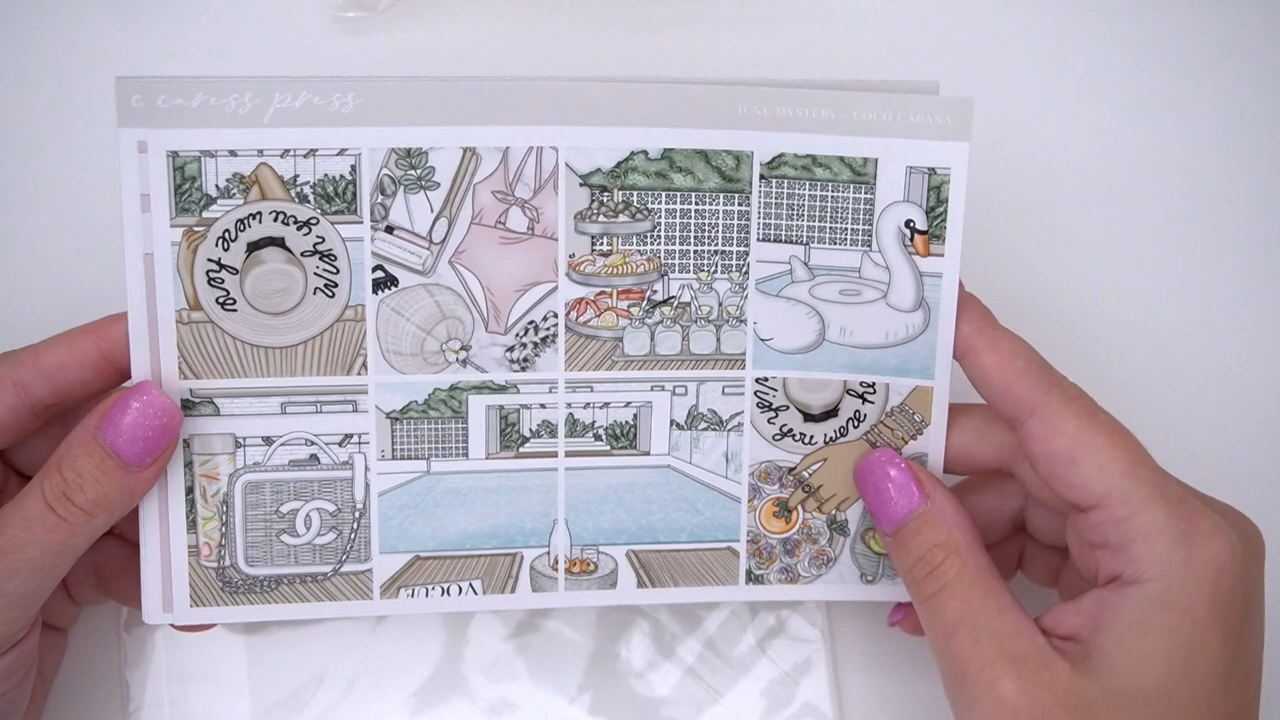 c caress press
JUNE MYSTERY - COCO CABANA
wish you were here
wish you were he
VOGUE